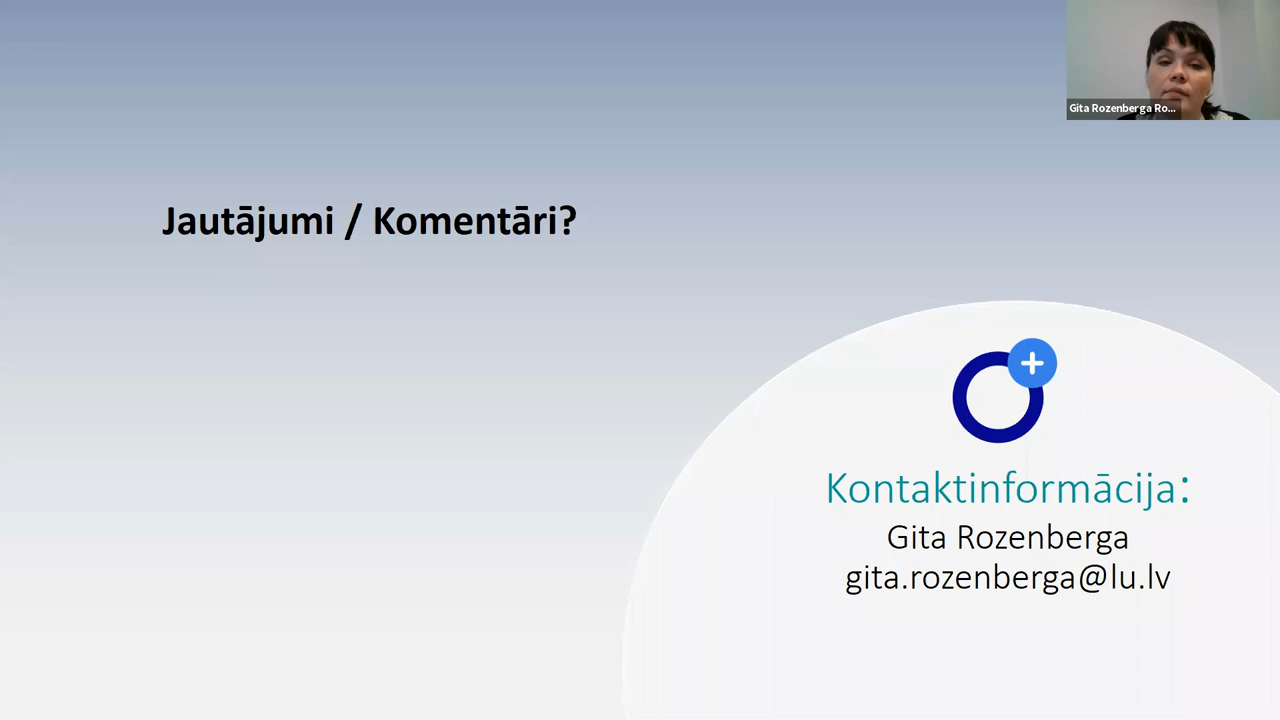 Gita Rozenberga Ro...
Jautājumi / Komentāri?
Kontaktinformācija:
Gita Rozenberga
gita.rozenberga@lu.lv